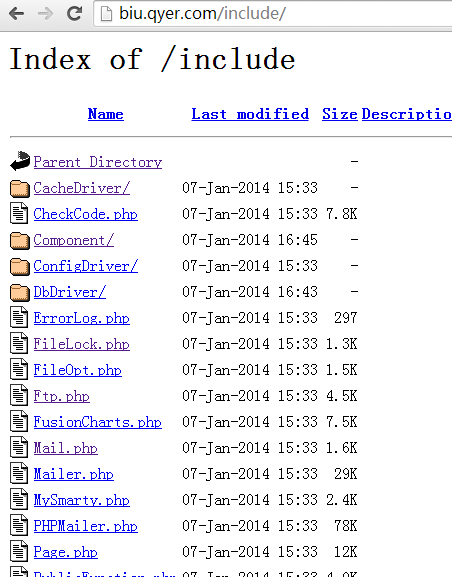 biu.qyer.com/include/
Index of /include
Name Last modified Size Descriptio
Parent Directory -
CacheDriver/ 07-Jan-2014 15:33 -
CheckCode.php 07-Jan-2014 15:33 7.8K
Component/ 07-Jan-2014 16:45 -
ConfigDriver/ 07-Jan-2014 15:33 -
DbDriver/ 07-Jan-2014 16:43 -
ErrorLog.php 07-Jan-2014 15:33 297
FileLock.php 07-Jan-2014 15:33 1.3K
FileOpt.php 07-Jan-2014 15:33 1.5K
Ftp.php 07-Jan-2014 15:33 4.5K
FusionCharts.php 07-Jan-2014 15:33 7.5K
Mail.php 07-Jan-2014 15:33 1.6K
Mailer.php 07-Jan-2014 15:33 29K
MySmarty.php 07-Jan-2014 15:33 2.4K
PHPMailer.php 07-Jan-2014 15:33 78K
Page.php 07-Jan-2014 15:33 12K